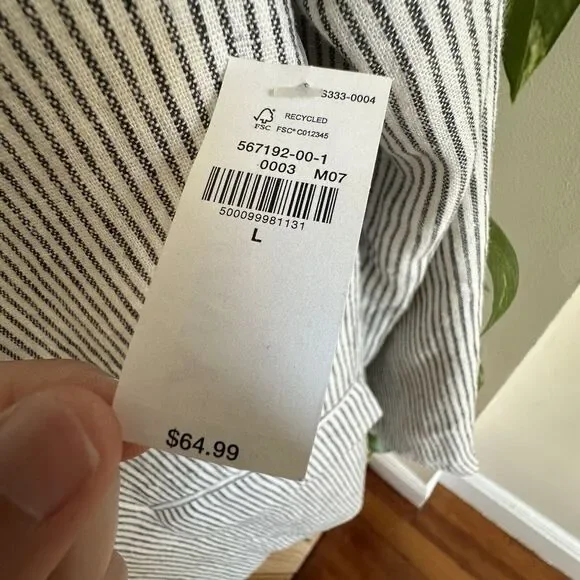 S333-0004
RECYCLED
FSC FSC® C012345
567192-00-1
0003 M07
500099981131
L
$64.99